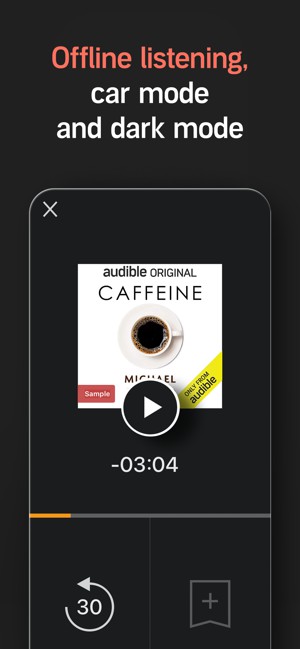 Offline listening,
car mode
and dark mode
audible ORIGINAL
CAFFEINE
MICHAEL
Sample
ONLY FROM
audible
-03:04
30